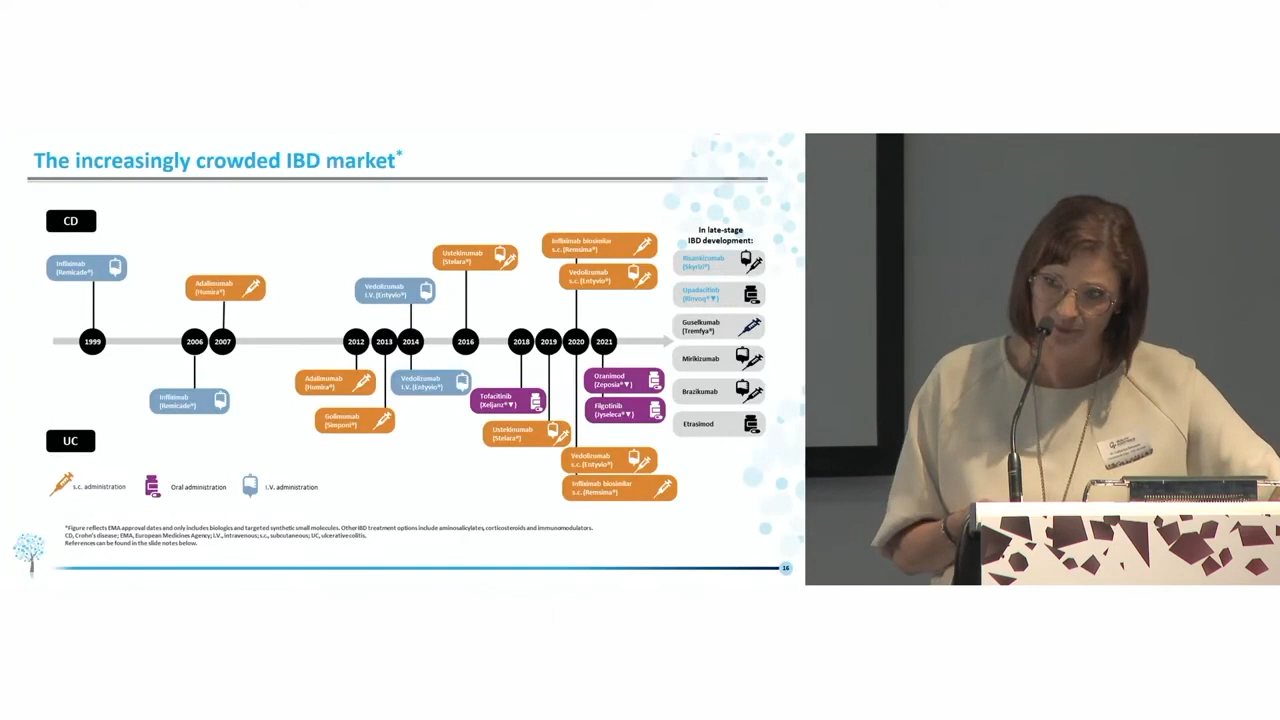 The increasingly crowded IBD market*
CD
In late-stage
IBD development:
Infliximab
(Remicade®)
Adalimumab
(Humira®)
Vedolizumab
I.V. (Entyvio®)
Ustekinumab
(Stelara®)
Infliximab biosimilar
s.c. (Remsima®)
Vedolizumab
s.c. (Entyvio®)
Risankizumab
(Skyrizi®)
Upadacitinib
(Rinvoq®▼)
Guselkumab
(Tremfya®)
Mirikizumab
Brazikumab
Etrasimod
1999
2006
2007
2012
2013
2014
2016
2018
2019
2020
2021
Infliximab
(Remicade®)
Adalimumab
(Humira®)
Golimumab
(Simponi®)
Vedolizumab
I.V. (Entyvio®)
Tofacitinib
(Xeljanz®▼)
Ustekinumab
(Stelara®)
Ozanimod
(Zeposia®▼)
Filgotinib
(Jyseleca®▼)
Vedolizumab
s.c. (Entyvio®)
Infliximab biosimilar
s.c. (Remsima®)
UC
s.c. administration
Oral administration
I.V. administration
*Figure reflects EMA approval dates and only includes biologics and targeted synthetic small molecules. Other IBD treatment options include aminosalicylates, corticosteroids and immunomodulators.
CD, Crohn's disease; EMA, European Medicines Agency; I.V., intravenous; s.c., subcutaneous; UC, ulcerative colitis.
References can be found in the slide notes below.
16